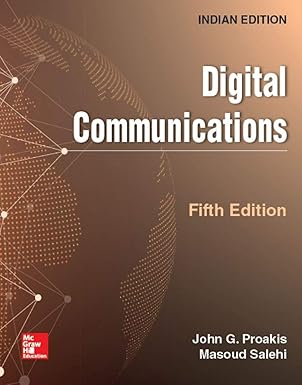 INDIAN EDITION
Digital
Communications
Fifth Edition
John G. Proakis
Masoud Salehi
Mc
Graw
Hill
Education